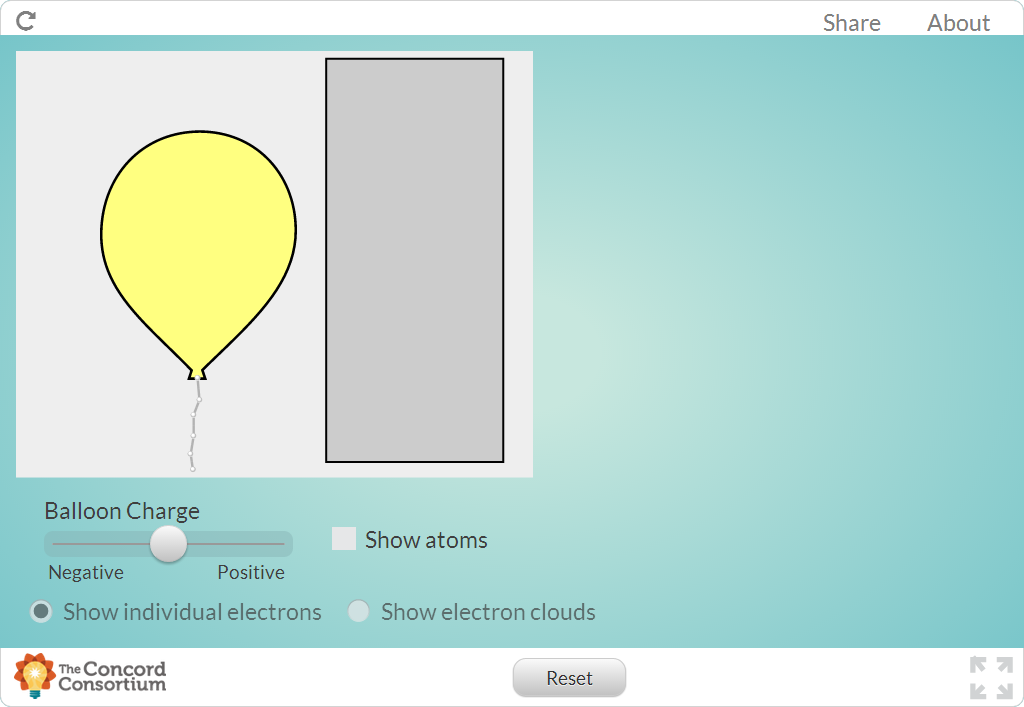 Share About
Balloon Charge
Show atoms
Negative Positive
Show individual electrons Show electron clouds
The Concord
Consortium
Reset